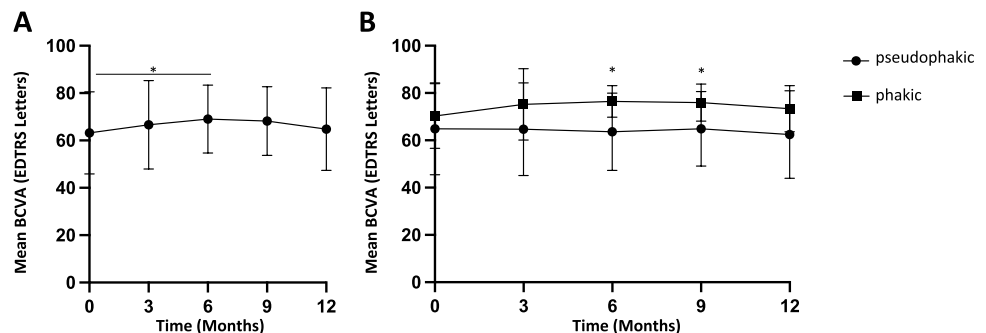 A
Mean BCVA (EDTRS Letters)
100
80
60
40
20
0
*
0 3 6 9 12
Time (Months)
B
Mean BCVA (EDTRS Letters)
100
80
60
40
20
0
* *
0 3 6 9 12
Time (Months)
pseudophakic
phakic